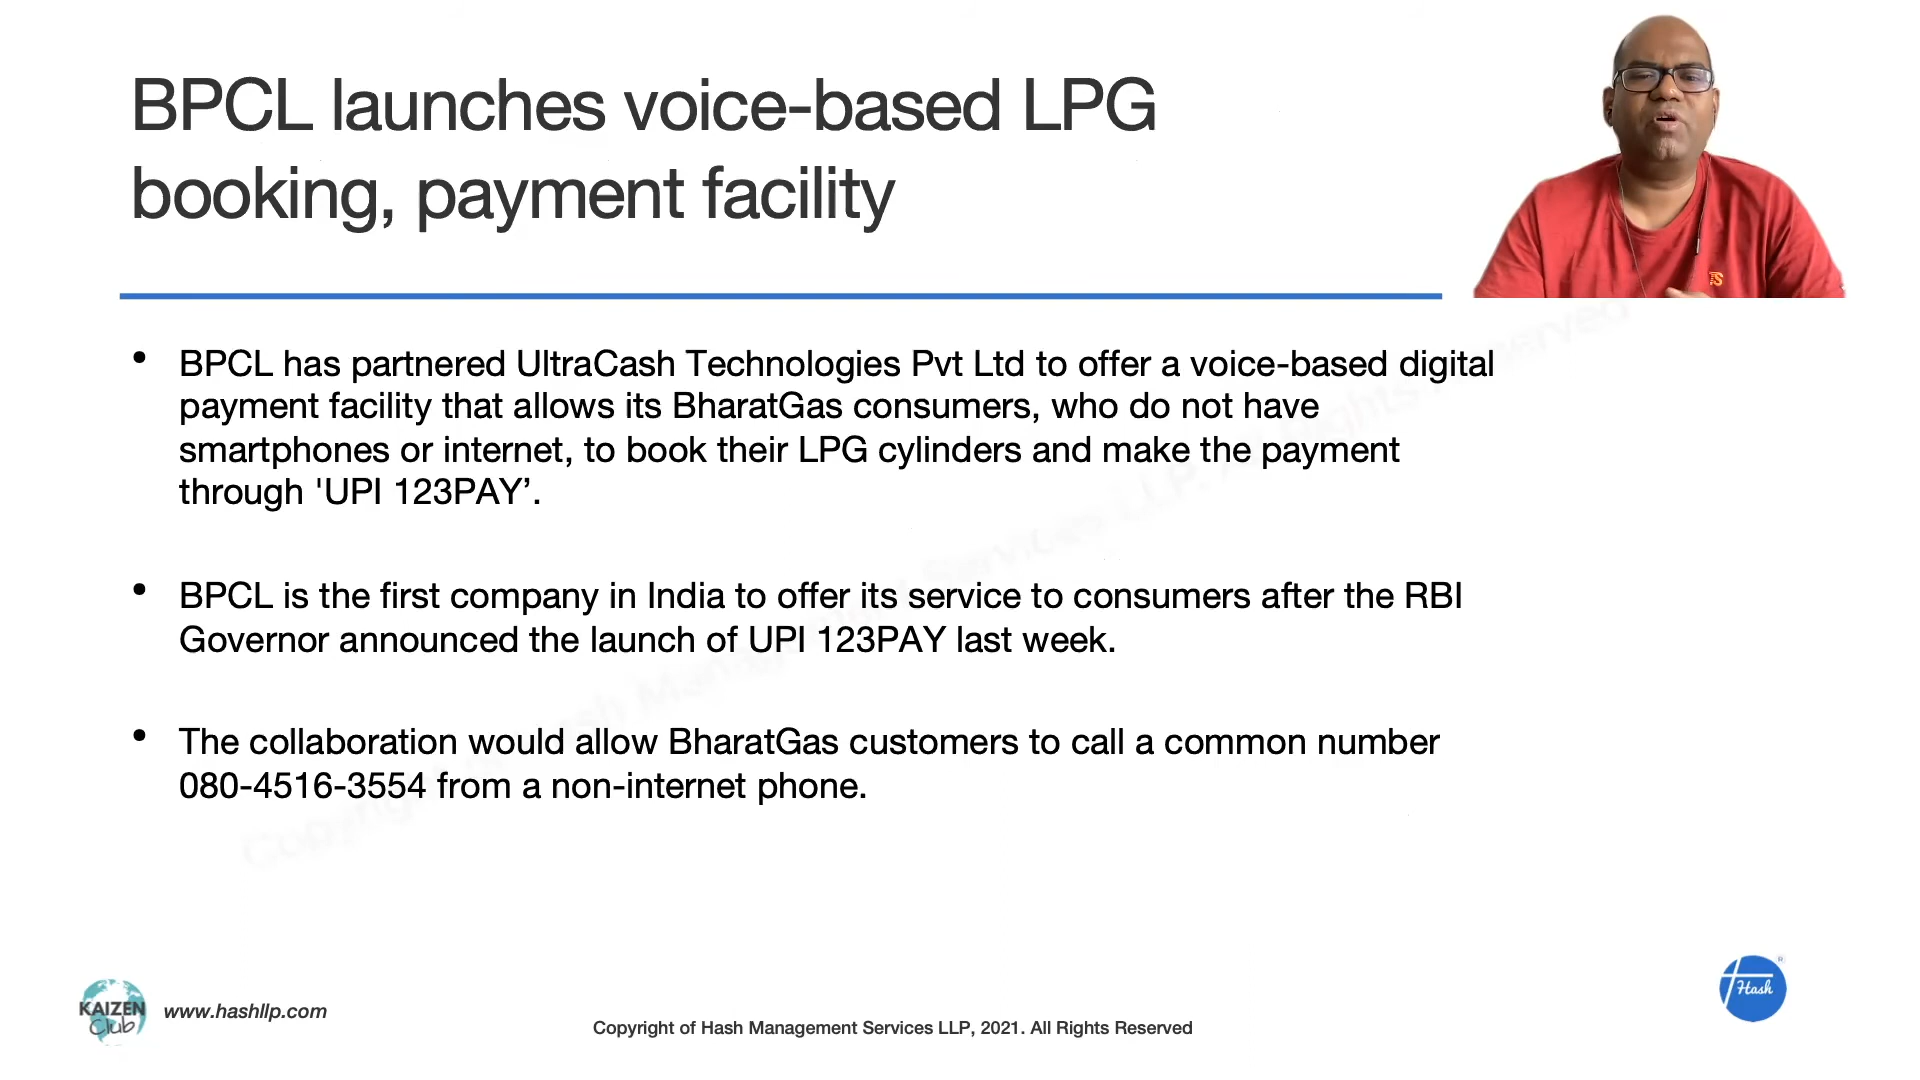 BPCL launches voice-based LPG
booking, payment facility
• BPCL has partnered UltraCash Technologies Pvt Ltd to offer a voice-based digital
payment facility that allows its BharatGas consumers, who do not have
smartphones or internet, to book their LPG cylinders and make the payment
through 'UPI 123PAY’.
• BPCL is the first company in India to offer its service to consumers after the RBI
Governor announced the launch of UPI 123PAY last week.
• The collaboration would allow BharatGas customers to call a common number
080-4516-3554 from a non-internet phone.
KAIZEN
Club
www.hashllp.com
Copyright of Hash Management Services LLP, 2021. All Rights Reserved
Hash
®